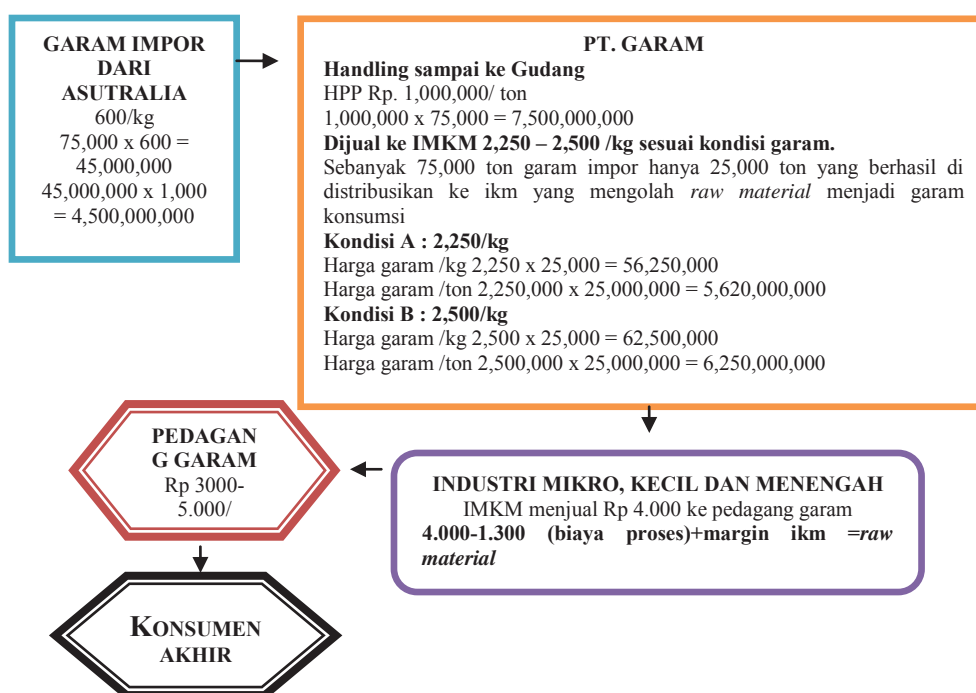 GARAM IMPOR
DARI
ASUTRALIA
600/kg
75,000 x 600 =
45,000,000
45,000,000 x 1,000
= 4,500,000,000
PT. GARAM
Handling sampai ke Gudang
HPP Rp. 1,000,000/ ton
1,000,000 x 75,000 = 7,500,000,000
Dijual ke IMKM 2,250 – 2,500 /kg sesuai kondisi garam.
Sebanyak 75,000 ton garam impor hanya 25,000 ton yang berhasil di
distribusikan ke ikm yang mengolah raw material menjadi garam
konsumsi
Kondisi A : 2,250/kg
Harga garam /kg 2,250 x 25,000 = 56,250,000
Harga garam /ton 2,250,000 x 25,000,000 = 5,620,000,000
Kondisi B : 2,500/kg
Harga garam /kg 2,500 x 25,000 = 62,500,000
Harga garam /ton 2,500,000 x 25,000,000 = 6,250,000,000
INDUSTRI MIKRO, KECIL DAN MENENGAH
IMKM menjual Rp 4.000 ke pedagang garam
4.000-1.300 (biaya proses)+margin ikm =raw
material
PEDAGAN
G GARAM
Rp 3000-
5.000/
KONSUMEN
AKHIR